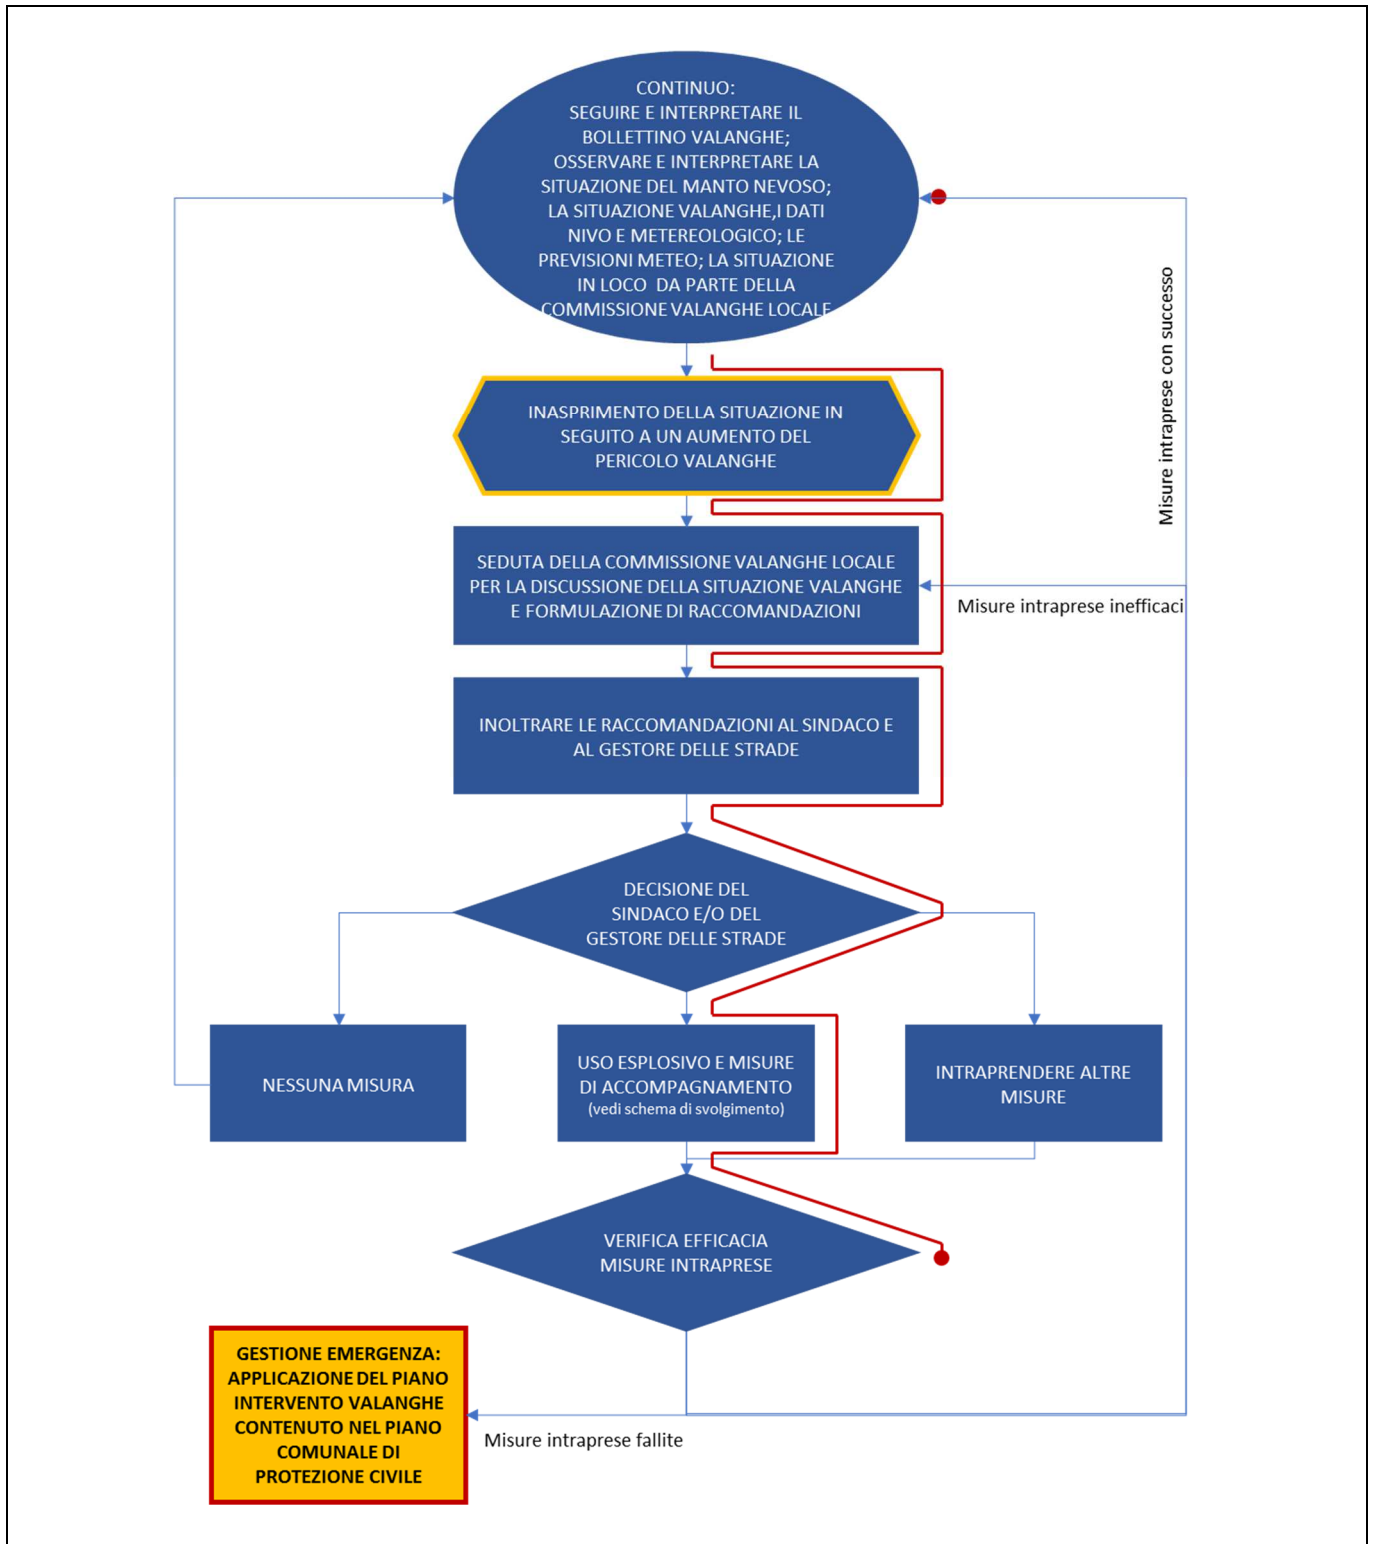 CONTINUO:
SEGUIRE E INTERPRETARE IL
BOLLETTINO VALANGHE;
OSSERVARE E INTERPRETARE LA
SITUAZIONE DEL MANTO NEVOSO;
LA SITUAZIONE VALANGHE,I DATI
NIVO E METEREOLOGICO; LE
PREVISIONI METEO; LA SITUAZIONE
IN LOCO DA PARTE DELLA
COMMISSIONE VALANGHE LOCALE
Misure intraprese con successo
INASPRIMENTO DELLA SITUAZIONE IN
SEGUITO A UN AUMENTO DEL
PERICOLO VALANGHE
SEDUTA DELLA COMMISSIONE VALANGHE LOCALE
PER LA DISCUSSIONE DELLA SITUAZIONE VALANGHE
E FORMULAZIONE DI RACCOMANDAZIONI
Misure intraprese inefficaci
INOLTRARE LE RACCOMANDAZIONI AL SINDACO E
AL GESTORE DELLE STRADE
DECISIONE DEL
SINDACO E/O DEL
GESTORE DELLE STRADE
NESSUNA MISURA
USO ESPLOSIVO E MISURE
DI ACCOMPAGNAMENTO
(vedi schema di svolgimento)
INTRAPRENDERE ALTRE
MISURE
VERIFICA EFFICACIA
MISURE INTRAPRESE
GESTIONE EMERGENZA:
APPLICAZIONE DEL PIANO
INTERVENTO VALANGHE
CONTENUTO NEL PIANO
COMUNALE DI
PROTEZIONE CIVILE
Misure intraprese fallite